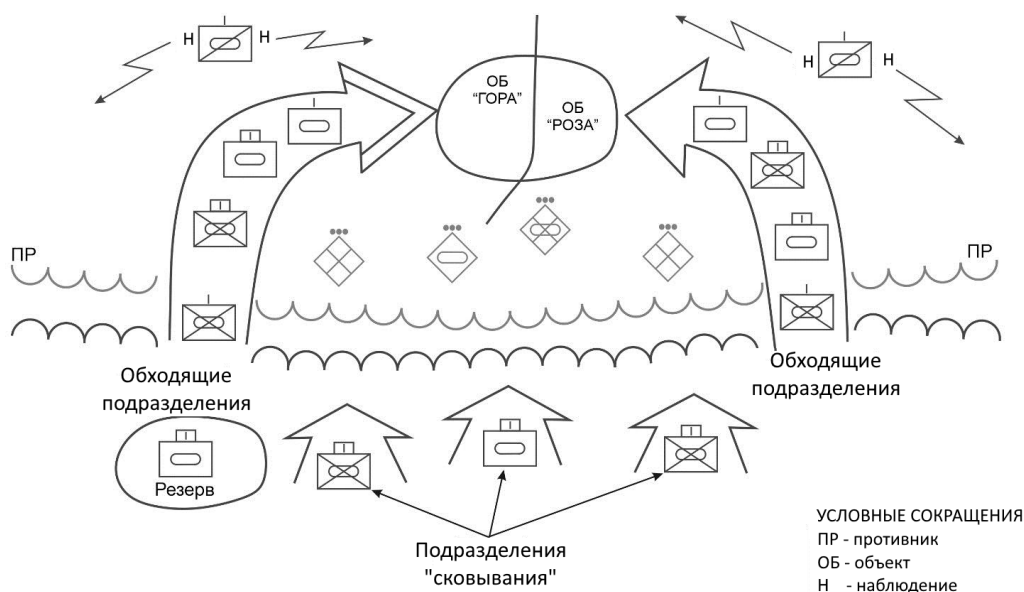 Н
Н
Н
Н
ОБ
"ГОРА"
ОБ
"РОЗА"
ПР
ПР
Обходящие
подразделения
Обходящие
подразделения
Резерв
Подразделения
"сковывания"
УСЛОВНЫЕ СОКРАЩЕНИЯ
ПР - противник
ОБ - объект
Н - наблюдение